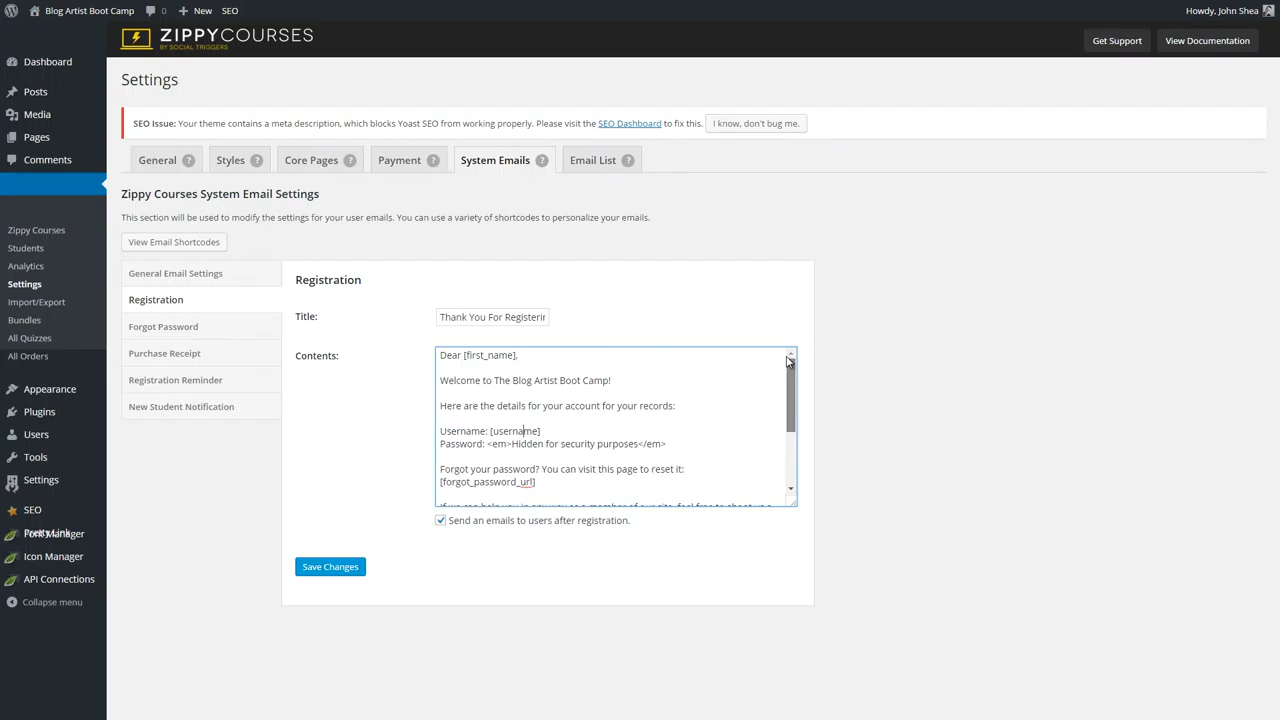 Blog Artist Boot Camp 0 New SEO Howdy, John Shea
ZIPPYCOURSES
BY SOCIAL TRIGGERS
Get Support View Documentation
Dashboard
Posts
Media
Pages
Comments
Zippy Courses
Students
Analytics
Settings
Import/Export
Bundles
All Quizzes
All Orders
Appearance
Plugins
Users
Tools
Settings
SEO
Pretty Link
Font Manager
Icon Manager
API Connections
Collapse menu
Settings
SEO Issue: Your theme contains a meta description, which blocks Yoast SEO from working properly. Please visit the SEO Dashboard to fix this. I know, don't bug me.
General ? Styles ? Core Pages ? Payment ? System Emails ? Email List ?
Zippy Courses System Email Settings
This section will be used to modify the settings for your user emails. You can use a variety of shortcodes to personalize your emails.
View Email Shortcodes
General Email Settings
Registration
Forgot Password
Purchase Receipt
Registration Reminder
New Student Notification
Registration
Title: Thank You For Registerin
Contents:
Dear [first_name],
Welcome to The Blog Artist Boot Camp!
Here are the details for your account for your records:
Username: [username]
Password: <em>Hidden for security purposes</em>
Forgot your password? You can visit this page to reset it:
[forgot_password_url]
Send an emails to users after registration.
Save Changes